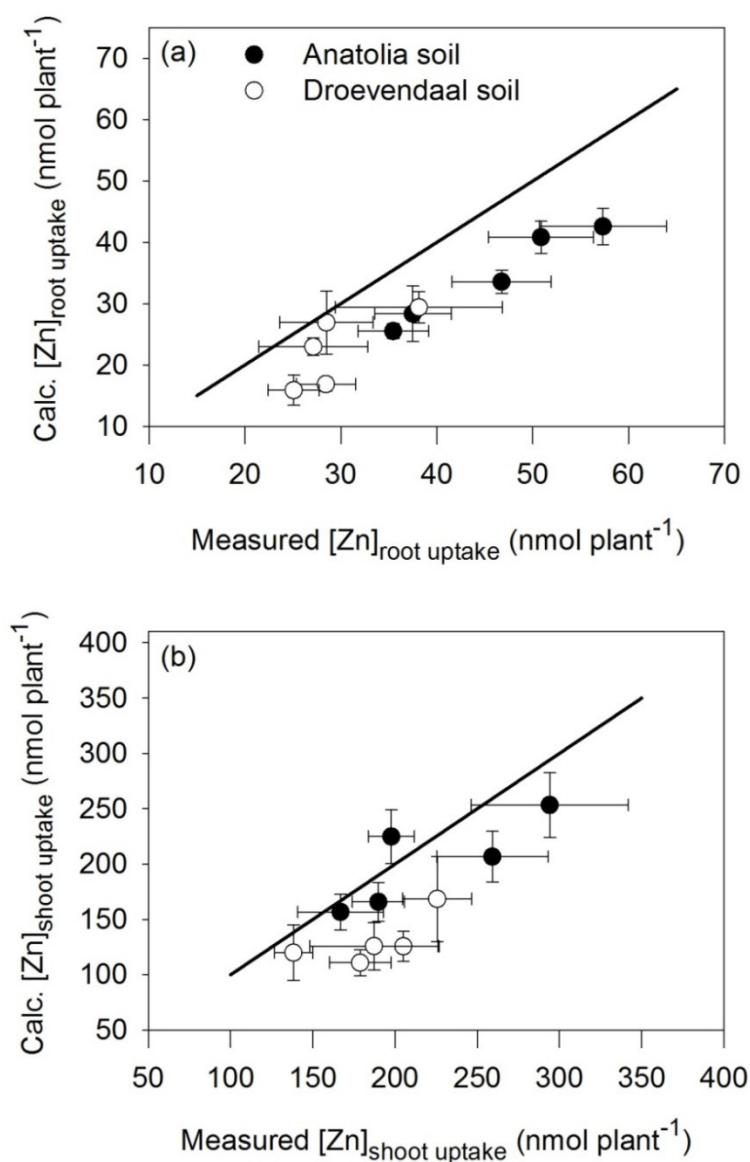 (a)
Anatolia soil
Droevendaal soil
Calc. [Zn]root uptake (nmol plant-1)
70
60
50
40
30
20
10
10 20 30 40 50 60 70
Measured [Zn]root uptake (nmol plant-1)
(b)
Calc. [Zn]shoot uptake (nmol plant-1)
400
350
300
250
200
150
100
50
50 100 150 200 250 300 350 400
Measured [Zn]shoot uptake (nmol plant-1)